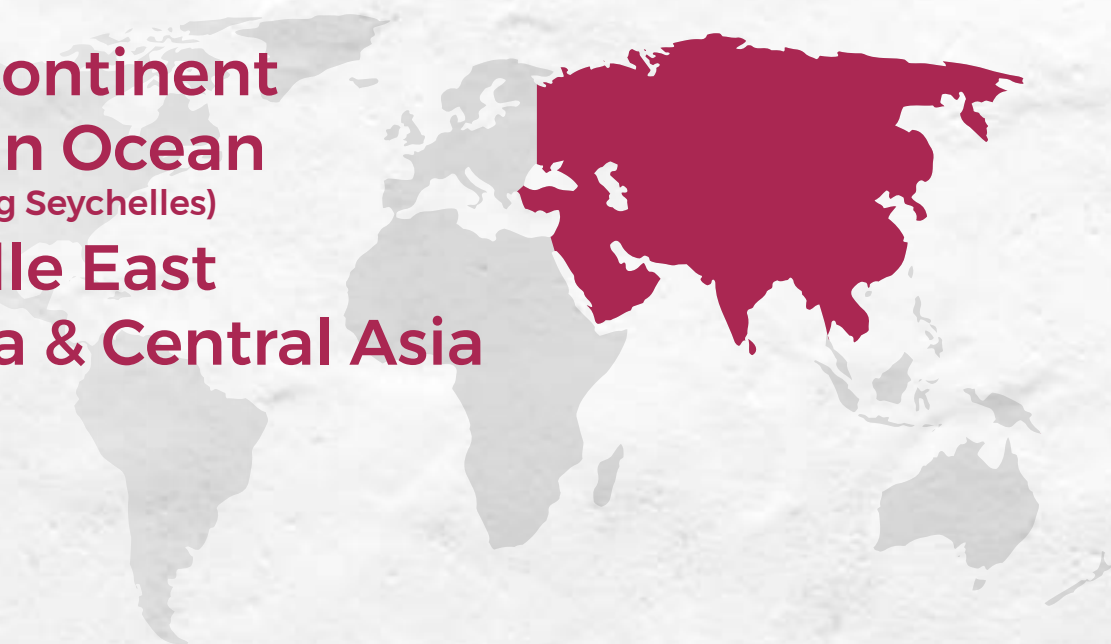 ontinent
n Ocean
g Seychelles)
lle East
a & Central Asia